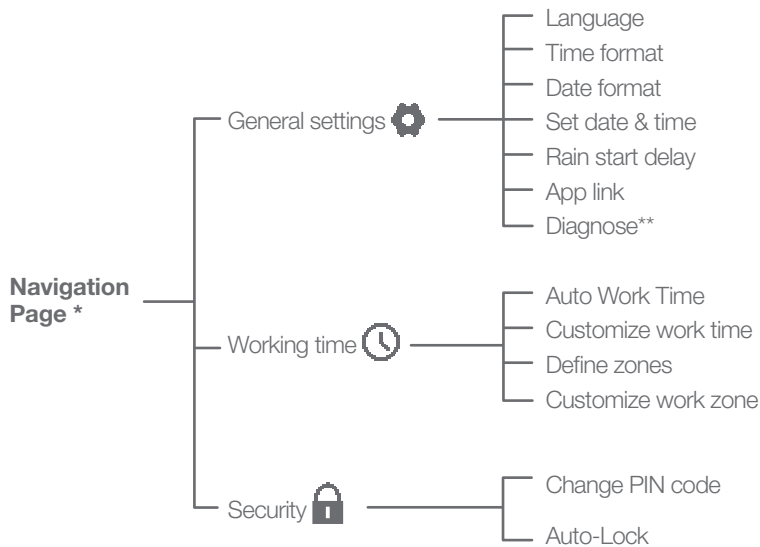 Navigation
Page *
General settings
Language
Time format
Date format
Set date & time
Rain start delay
App link
Diagnose**
Working time
Auto Work Time
Customize work time
Define zones
Customize work zone
Security
Change PIN code
Auto-Lock